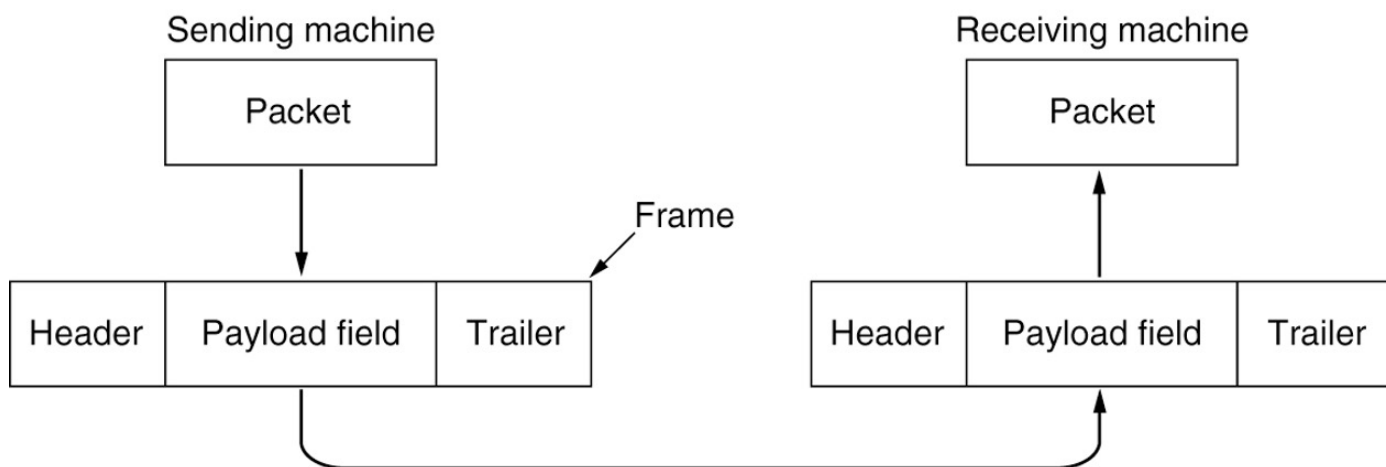 Sending machine
Receiving machine
Packet
Packet
Frame
Header
Payload field
Trailer
Header
Payload field
Trailer